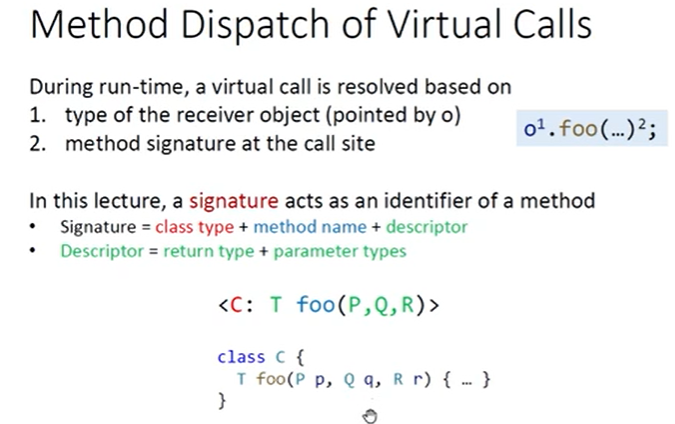 Method Dispatch of Virtual Calls
During run-time, a virtual call is resolved based on
1. type of the receiver object (pointed by o)
2. method signature at the call site
o¹.foo(…)²;
In this lecture, a signature acts as an identifier of a method
• Signature = class type + method name + descriptor
• Descriptor = return type + parameter types
<C: T foo(P,Q,R)>
class C {
T foo(P p, Q q, R r) { … }
}